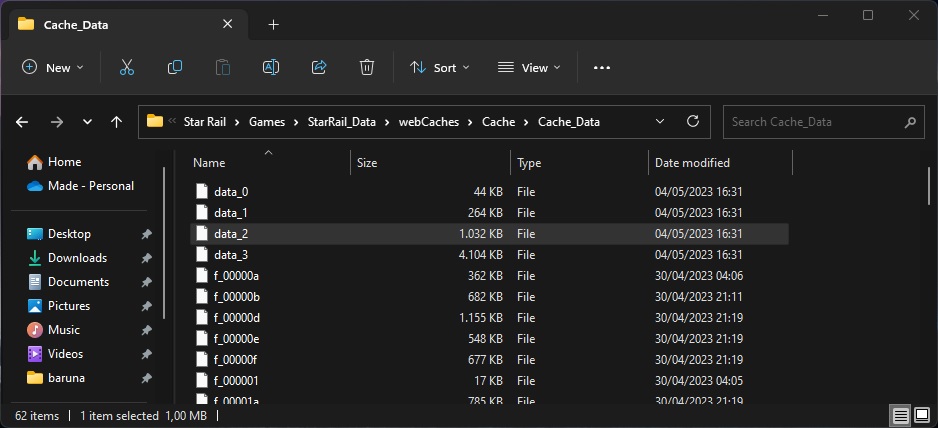 Cache_Data
New
Sort
View
Star Rail > Games > StarRail_Data > webCaches > Cache > Cache_Data
Search Cache_Data
Home
Made - Personal
Desktop
Downloads
Documents
Pictures
Music
Videos
baruna
Name Size Type Date modified
data_0 44 KB File 04/05/2023 16:31
data_1 264 KB File 04/05/2023 16:31
data_2 1.032 KB File 04/05/2023 16:31
data_3 4.104 KB File 04/05/2023 16:31
f_00000a 362 KB File 30/04/2023 04:06
f_00000b 682 KB File 30/04/2023 21:11
f_00000d 1.155 KB File 30/04/2023 21:19
f_00000e 548 KB File 30/04/2023 21:19
f_00000f 677 KB File 30/04/2023 21:19
f_000001 17 KB File 30/04/2023 04:05
f_00001a 785 KB File 30/04/2023 21:19
62 items 1 item selected 1,00 MB